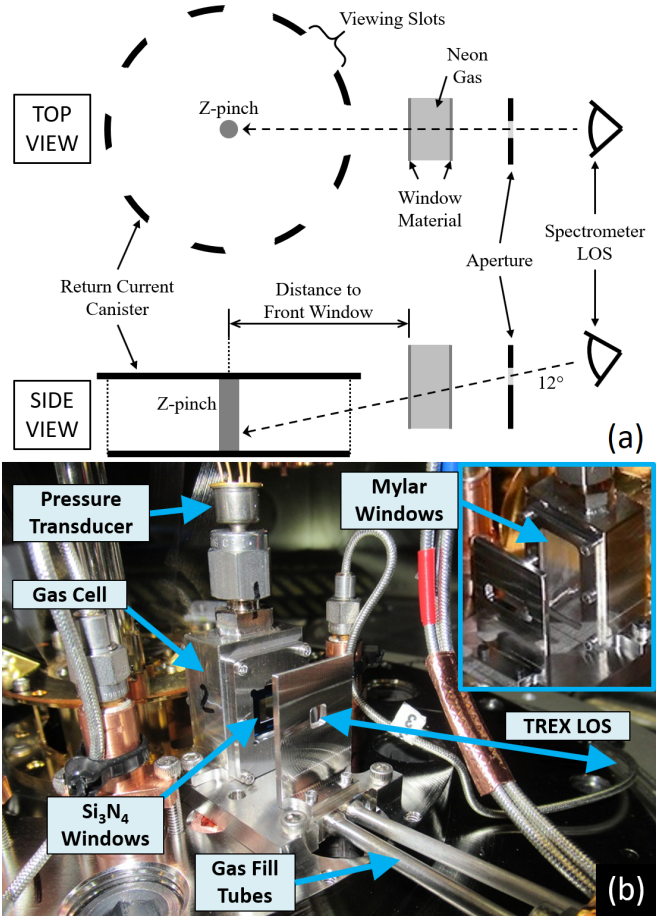 Viewing Slots
Neon
Gas
TOP
VIEW
Z-pinch
Window
Material
Spectrometer
LOS
Aperture
Return Current
Canister
Distance to
Front Window
SIDE
VIEW
Z-pinch
12°
(a)
Pressure
Transducer
Mylar
Windows
Gas Cell
2
3
TREX LOS
Si₃N₄
Windows
Gas Fill
Tubes
(b)